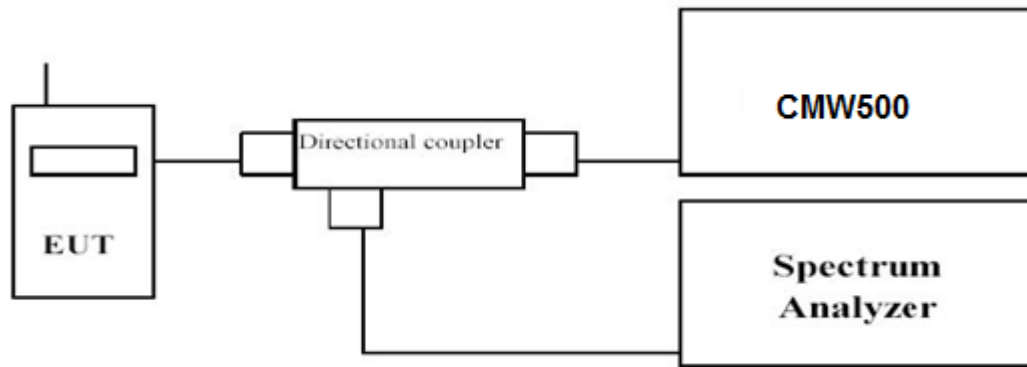 CMW500
Directional coupler
EUT
Spectrum
Analyzer